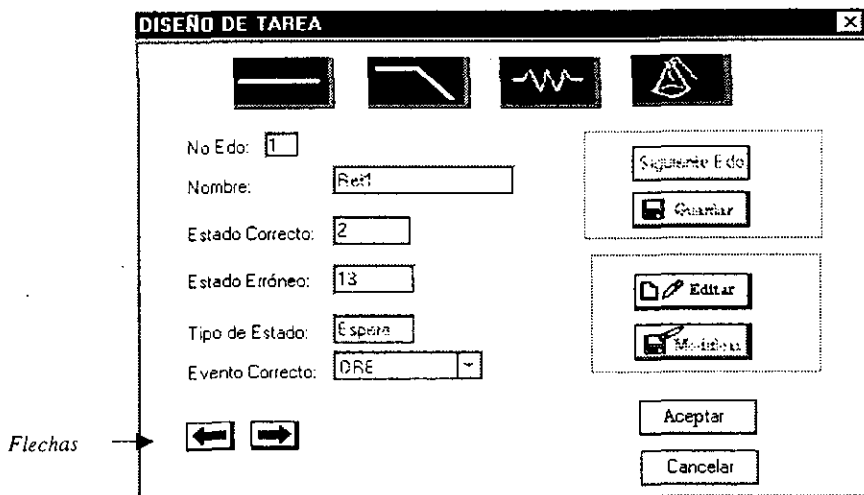 DISEÑO DE TAREA
No Edo: 1
Nombre: Ret1
Estado Correcto: 2
Estado Erróneo: 13
Tipo de Estado: Espera
Evento Correcto: DRE
Siguiente Edo
Guardar
Editar
Modificar
Aceptar
Cancelar
Flechas